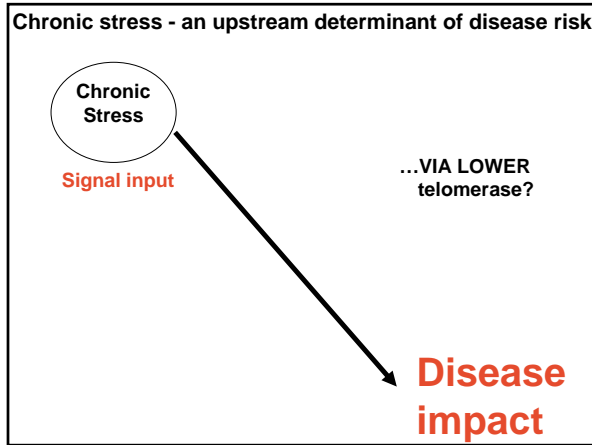 Chronic stress - an upstream determinant of disease risk
Chronic
Stress
Signal input
…VIA LOWER
telomerase?
Disease
impact